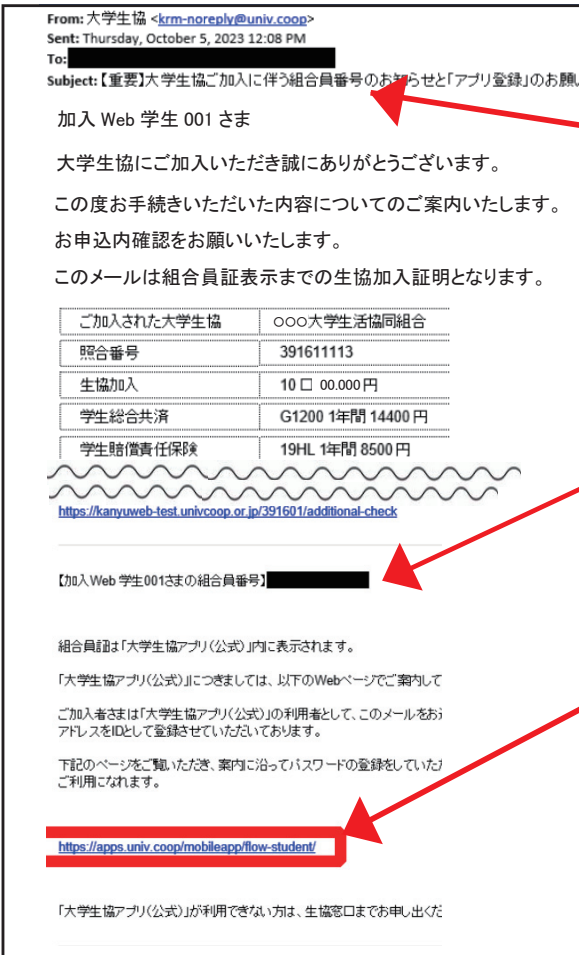 From: 大学生協 <krm-noreply@univ.coop>
Sent: Thursday, October 5, 2023 12:08 PM
To:
Subject:【重要】大学生協ご加入に伴う組合員番号のお知らせと「アプリ登録」のお願い
加入 Web 学生 001 さま
大学生協にご加入いただき誠にありがとうございます。
この度お手続きいただいた内容についてのご案内いたします。
お申込内確認をお願いいたします。
このメールは組合員証表示までの生協加入証明となります。
ご加入された大学生協 ○○○大学生活協同組合
照合番号 391611113
生協加入 10 口 00.000 円
学生総合共済 G1200 1年間 14400 円
学生賠償責任保険 19HL 1年間 8500 円
https://kanyuweb-test.univcoop.or.jp/391601/additional-check
【加入Web 学生001さまの組合員番号】
組合員証は「大学生協アプリ（公式）」内に表示されます。
「大学生協アプリ（公式）」につきましては、以下のWebページでご案内して
ご加入者さまは「大学生協アプリ（公式）」の利用者として、このメールをお
アドレスをIDとして登録させていただいております。
下記のページをご覧いただき、案内に沿ってパスワードの登録をしていただ
ご利用になれます。
https://apps.univ.coop/mobileapp/flow-student/
「大学生協アプリ（公式）」が利用できない方は、生協窓口までお申し出くだ